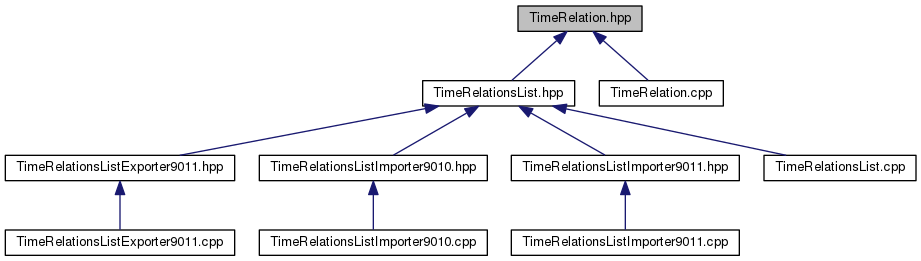 TimeRelation.hpp
TimeRelationsList.hpp
TimeRelation.cpp
TimeRelationsListExporter9011.hpp
TimeRelationsListImporter9010.hpp
TimeRelationsListImporter9011.hpp
TimeRelationsList.cpp
TimeRelationsListExporter9011.cpp
TimeRelationsListImporter9010.cpp
TimeRelationsListImporter9011.cpp